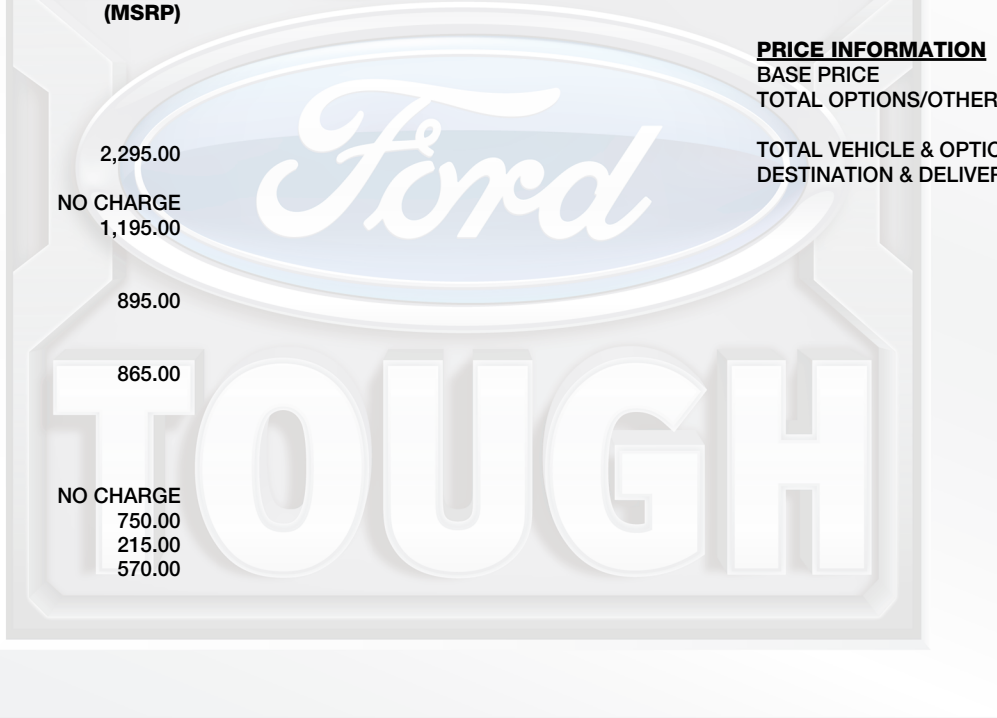 (MSRP)
PRICE INFORMATION
BASE PRICE
TOTAL OPTIONS/OTHER
2,295.00
TOTAL VEHICLE & OPTIO
DESTINATION & DELIVER
NO CHARGE
1,195.00
895.00
865.00
NO CHARGE
750.00
215.00
570.00
Ford
TOUGH